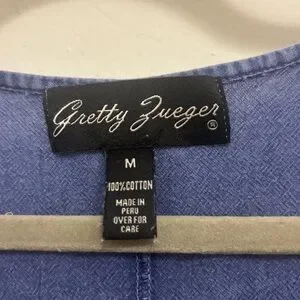 Gretty Zueger
®
M
100% COTTON
MADE IN
PERU
OVER FOR
CARE